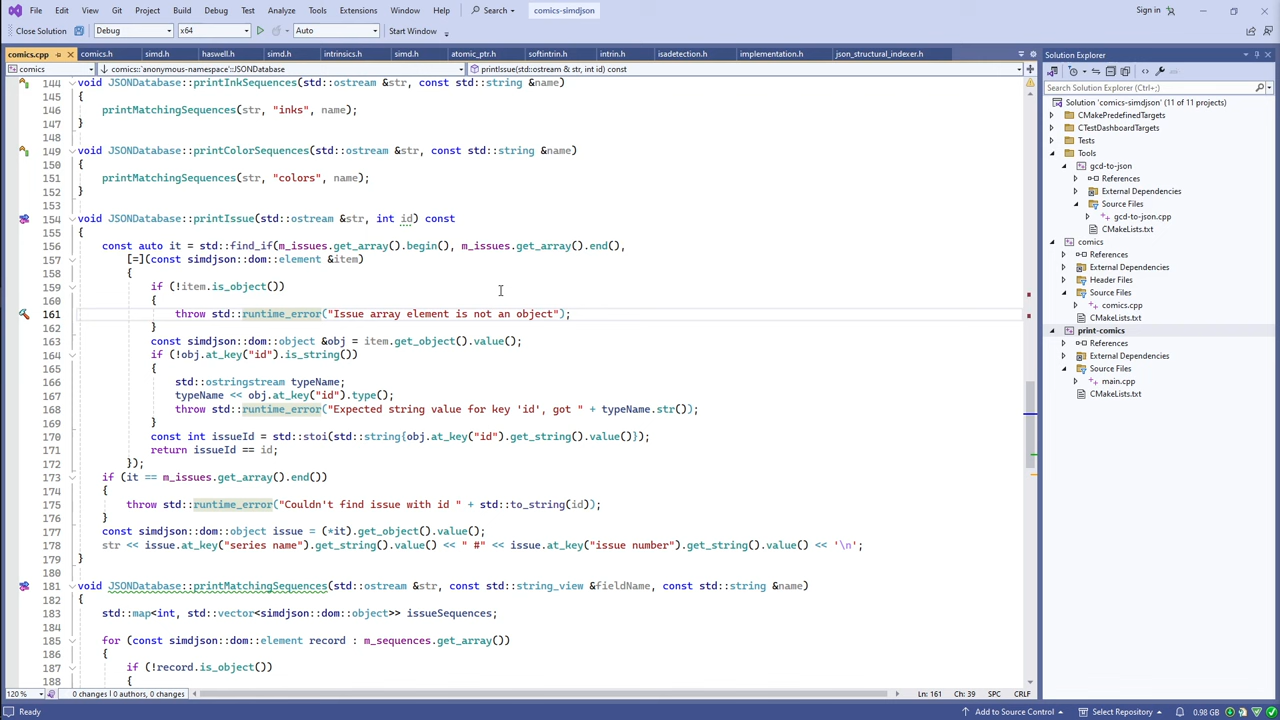 File Edit View Git Project Build Debug Test Analyze Tools Extensions Window Help Search comics-simdjson Sign in
Close Solution Debug x64 Auto Start Window
comics.cpp comics.h simd.h haswell.h simd.h intrinsics.h simd.h atomic_ptr.h softintrin.h intrin.h isadetection.h implementation.h json_structural_indexer.h
comics comics::`anonymous-namespace'::JSONDatabase printIssue(std::ostream & str, int id) const
144 void JSONDatabase::printInkSequences(std::ostream &str, const std::string &name)
145 {
146 printMatchingSequences(str, "inks", name);
147 }
148
149 void JSONDatabase::printColorSequences(std::ostream &str, const std::string &name)
150 {
151 printMatchingSequences(str, "colors", name);
152 }
153
154 void JSONDatabase::printIssue(std::ostream &str, int id) const
155 {
156 const auto it = std::find_if(m_issues.get_array().begin(), m_issues.get_array().end(),
157 [=](const simdjson::dom::element &item)
158 {
159 if (!item.is_object())
160 {
161 throw std::runtime_error("Issue array element is not an object");
162 }
163 const simdjson::dom::object &obj = item.get_object().value();
164 if (!obj.at_key("id").is_string())
165 {
166 std::ostringstream typeName;
167 typeName << obj.at_key("id").type();
168 throw std::runtime_error("Expected string value for key 'id', got " + typeName.str());
169 }
170 const int issueId = std::stoi(std::string{obj.at_key("id").get_string().value()});
171 return issueId == id;
172 });
173 if (it == m_issues.get_array().end())
174 {
175 throw std::runtime_error("Couldn't find issue with id " + std::to_string(id));
176 }
177 const simdjson::dom::object issue = (*it).get_object().value();
178 str << issue.at_key("series name").get_string().value() << " #" << issue.at_key("issue number").get_string().value() << '\n';
179 }
180
181 void JSONDatabase::printMatchingSequences(std::ostream &str, const std::string_view &fieldName, const std::string &name)
182 {
183 std::map<int, std::vector<simdjson::dom::object>> issueSequences;
184
185 for (const simdjson::dom::element record : m_sequences.get_array())
186 {
187 if (!record.is_object())
188 {
120 % 0 changes | 0 authors, 0 changes Ln: 161 Ch: 39 SPC CRLF
Solution Explorer
Search Solution Explorer (Ctrl+;)
Solution 'comics-simdjson' (11 of 11 projects)
CMakePredefinedTargets
CTestDashboardTargets
Tests
Tools
gcd-to-json
References
External Dependencies
Source Files
gcd-to-json.cpp
CMakeLists.txt
comics
References
External Dependencies
Header Files
Source Files
comics.cpp
CMakeLists.txt
print-comics
References
External Dependencies
Source Files
main.cpp
CMakeLists.txt
Ready Add to Source Control Select Repository 0.98 GB